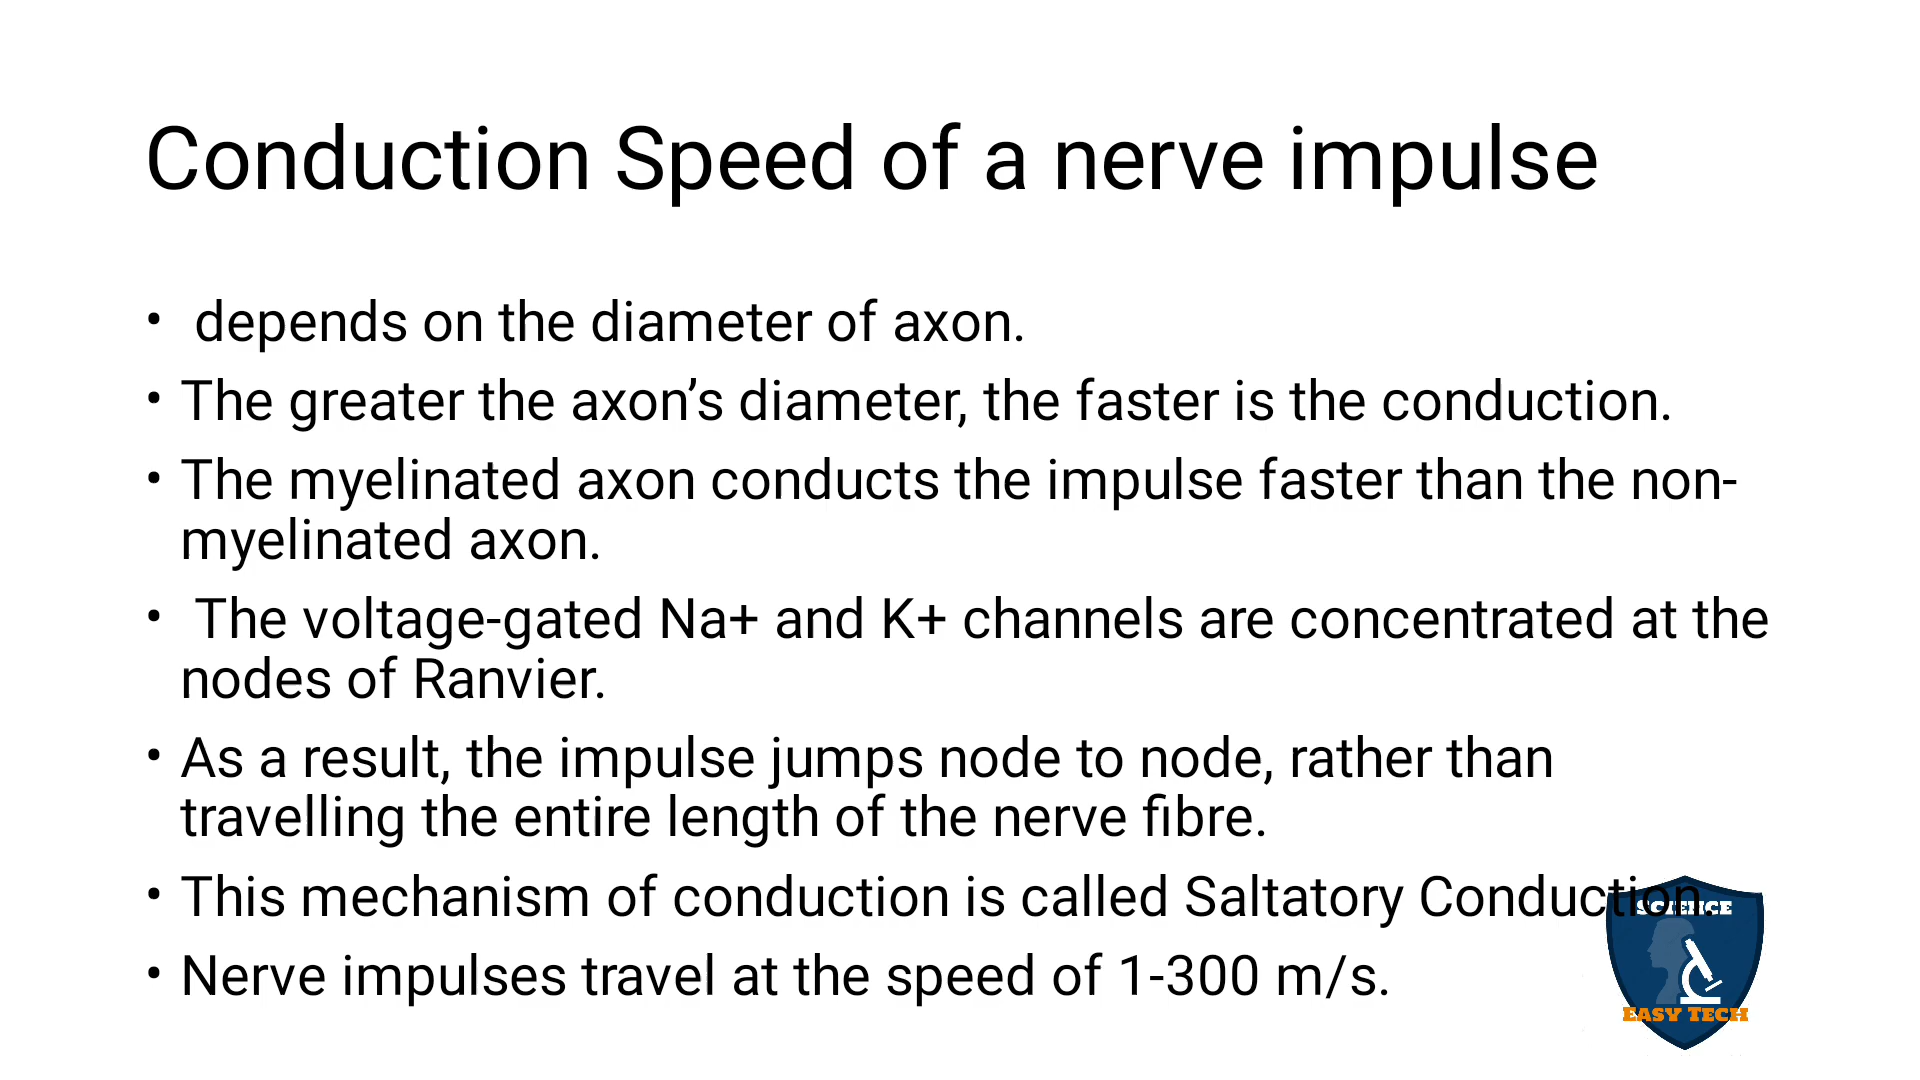 Conduction Speed of a nerve impulse
• depends on the diameter of axon.
• The greater the axon’s diameter, the faster is the conduction.
• The myelinated axon conducts the impulse faster than the non-
myelinated axon.
• The voltage-gated Na+ and K+ channels are concentrated at the
nodes of Ranvier.
• As a result, the impulse jumps node to node, rather than
travelling the entire length of the nerve fibre.
• This mechanism of conduction is called Saltatory Conduction.
• Nerve impulses travel at the speed of 1-300 m/s.
SCIENCE
EASY TECH